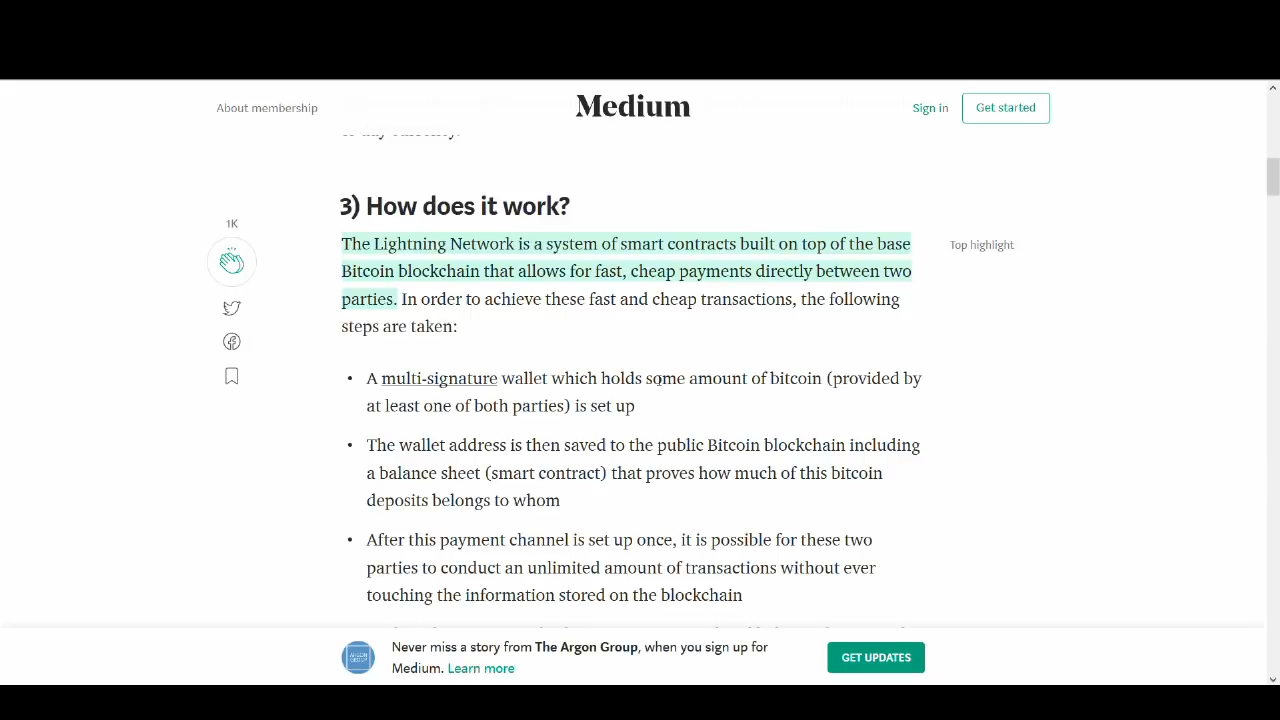 About membership
Medium
Sign in
Get started
3) How does it work?
1K
The Lightning Network is a system of smart contracts built on top of the base
Top highlight
Bitcoin blockchain that allows for fast, cheap payments directly between two
parties. In order to achieve these fast and cheap transactions, the following
steps are taken:
• A multi-signature wallet which holds some amount of bitcoin (provided by
at least one of both parties) is set up
• The wallet address is then saved to the public Bitcoin blockchain including
a balance sheet (smart contract) that proves how much of this bitcoin
deposits belongs to whom
• After this payment channel is set up once, it is possible for these two
parties to conduct an unlimited amount of transactions without ever
touching the information stored on the blockchain
ARGON
GROUP
Never miss a story from The Argon Group, when you sign up for
Medium. Learn more
GET UPDATES